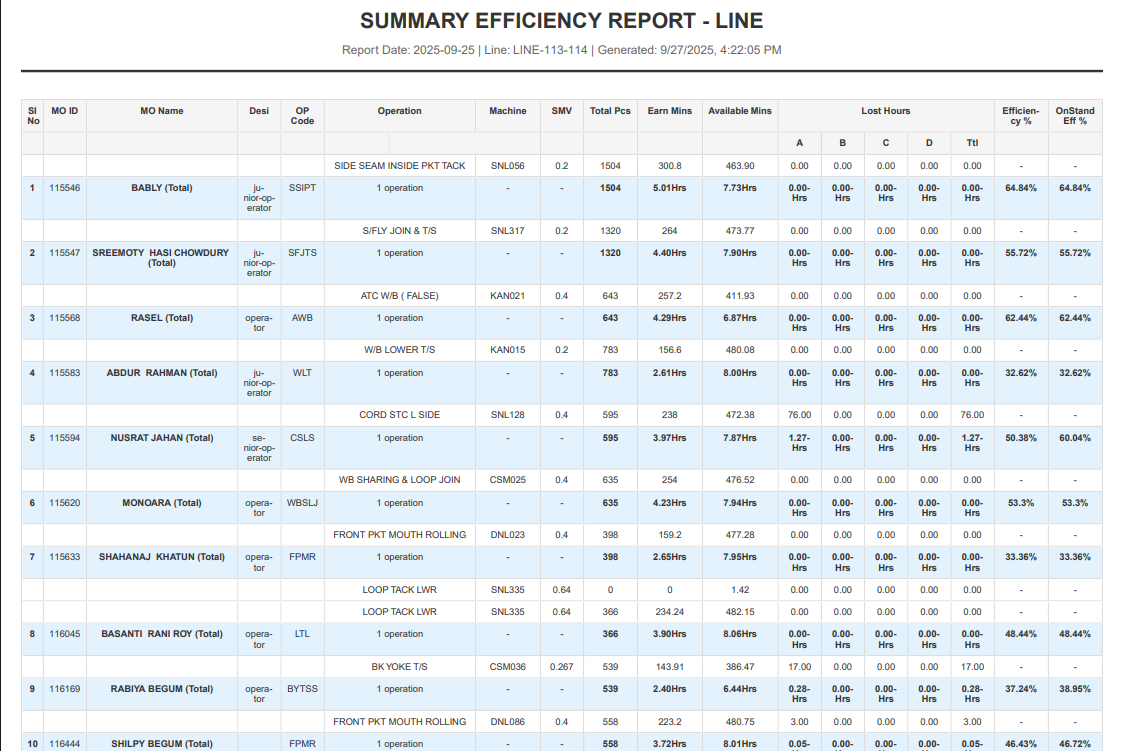 SUMMARY EFFICIENCY REPORT - LINE
Report Date: 2025-09-25 | Line: LINE-113-114 | Generated: 9/27/2025, 4:22:05 PM
Sl No MO ID MO Name Desi OP Code Operation Machine SMV Total Pcs Earn Mins Available Mins Lost Hours Efficien-cy % OnStand Eff %
A B C D Ttl
SIDE SEAM INSIDE PKT TACK SNL056 0.2 1504 300.8 463.90 0.00 0.00 0.00 0.00 0.00 - -
1 115546 BABLY (Total) ju-nior-op-erator SSIPT 1 operation - - 1504 5.01Hrs 7.73Hrs 0.00-Hrs 0.00-Hrs 0.00-Hrs 0.00-Hrs 0.00-Hrs 64.84% 64.84%
S/FLY JOIN & T/S SNL317 0.2 1320 264 473.77 0.00 0.00 0.00 0.00 0.00 - -
2 115547 SREEMOTY HASI CHOWDURY (Total) ju-nior-op-erator SFJTS 1 operation - - 1320 4.40Hrs 7.90Hrs 0.00-Hrs 0.00-Hrs 0.00-Hrs 0.00-Hrs 0.00-Hrs 55.72% 55.72%
ATC W/B ( FALSE) KAN021 0.4 643 257.2 411.93 0.00 0.00 0.00 0.00 0.00 - -
3 115568 RASEL (Total) opera-tor AWB 1 operation - - 643 4.29Hrs 6.87Hrs 0.00-Hrs 0.00-Hrs 0.00-Hrs 0.00-Hrs 0.00-Hrs 62.44% 62.44%
W/B LOWER T/S KAN015 0.2 783 156.6 480.08 0.00 0.00 0.00 0.00 0.00 - -
4 115583 ABDUR RAHMAN (Total) ju-nior-op-erator WLT 1 operation - - 783 2.61Hrs 8.00Hrs 0.00-Hrs 0.00-Hrs 0.00-Hrs 0.00-Hrs 0.00-Hrs 32.62% 32.62%
CORD STC L SIDE SNL128 0.4 595 238 472.38 76.00 0.00 0.00 0.00 76.00 - -
5 115594 NUSRAT JAHAN (Total) se-nior-op-erator CSLS 1 operation - - 595 3.97Hrs 7.87Hrs 1.27-Hrs 0.00-Hrs 0.00-Hrs 0.00-Hrs 1.27-Hrs 50.38% 60.04%
WB SHARING & LOOP JOIN CSM025 0.4 635 254 476.52 0.00 0.00 0.00 0.00 0.00 - -
6 115620 MONOARA (Total) opera-tor WBSLJ 1 operation - - 635 4.23Hrs 7.94Hrs 0.00-Hrs 0.00-Hrs 0.00-Hrs 0.00-Hrs 0.00-Hrs 53.3% 53.3%
FRONT PKT MOUTH ROLLING DNL023 0.4 398 159.2 477.28 0.00 0.00 0.00 0.00 0.00 - -
7 115633 SHAHANAJ KHATUN (Total) opera-tor FPMR 1 operation - - 398 2.65Hrs 7.95Hrs 0.00-Hrs 0.00-Hrs 0.00-Hrs 0.00-Hrs 0.00-Hrs 33.36% 33.36%
LOOP TACK LWR SNL335 0.64 0 0 1.42 0.00 0.00 0.00 0.00 0.00 - -
LOOP TACK LWR SNL335 0.64 366 234.24 482.15 0.00 0.00 0.00 0.00 0.00 - -
8 116045 BASANTI RANI ROY (Total) opera-tor LTL 1 operation - - 366 3.90Hrs 8.06Hrs 0.00-Hrs 0.00-Hrs 0.00-Hrs 0.00-Hrs 0.00-Hrs 48.44% 48.44%
BK YOKE T/S CSM036 0.267 539 143.91 386.47 17.00 0.00 0.00 0.00 17.00 - -
9 116169 RABIYA BEGUM (Total) opera-tor BYTSS 1 operation - - 539 2.40Hrs 6.44Hrs 0.28-Hrs 0.00-Hrs 0.00-Hrs 0.00-Hrs 0.28-Hrs 37.24% 38.95%
FRONT PKT MOUTH ROLLING DNL086 0.4 558 223.2 480.75 3.00 0.00 0.00 0.00 3.00 - -
10 116444 SHILPY BEGUM (Total) FPMR 1 operation - - 558 3.72Hrs 8.01Hrs 0.05- 0.00- 0.00- 0.00- 0.05- 46.43% 46.72%